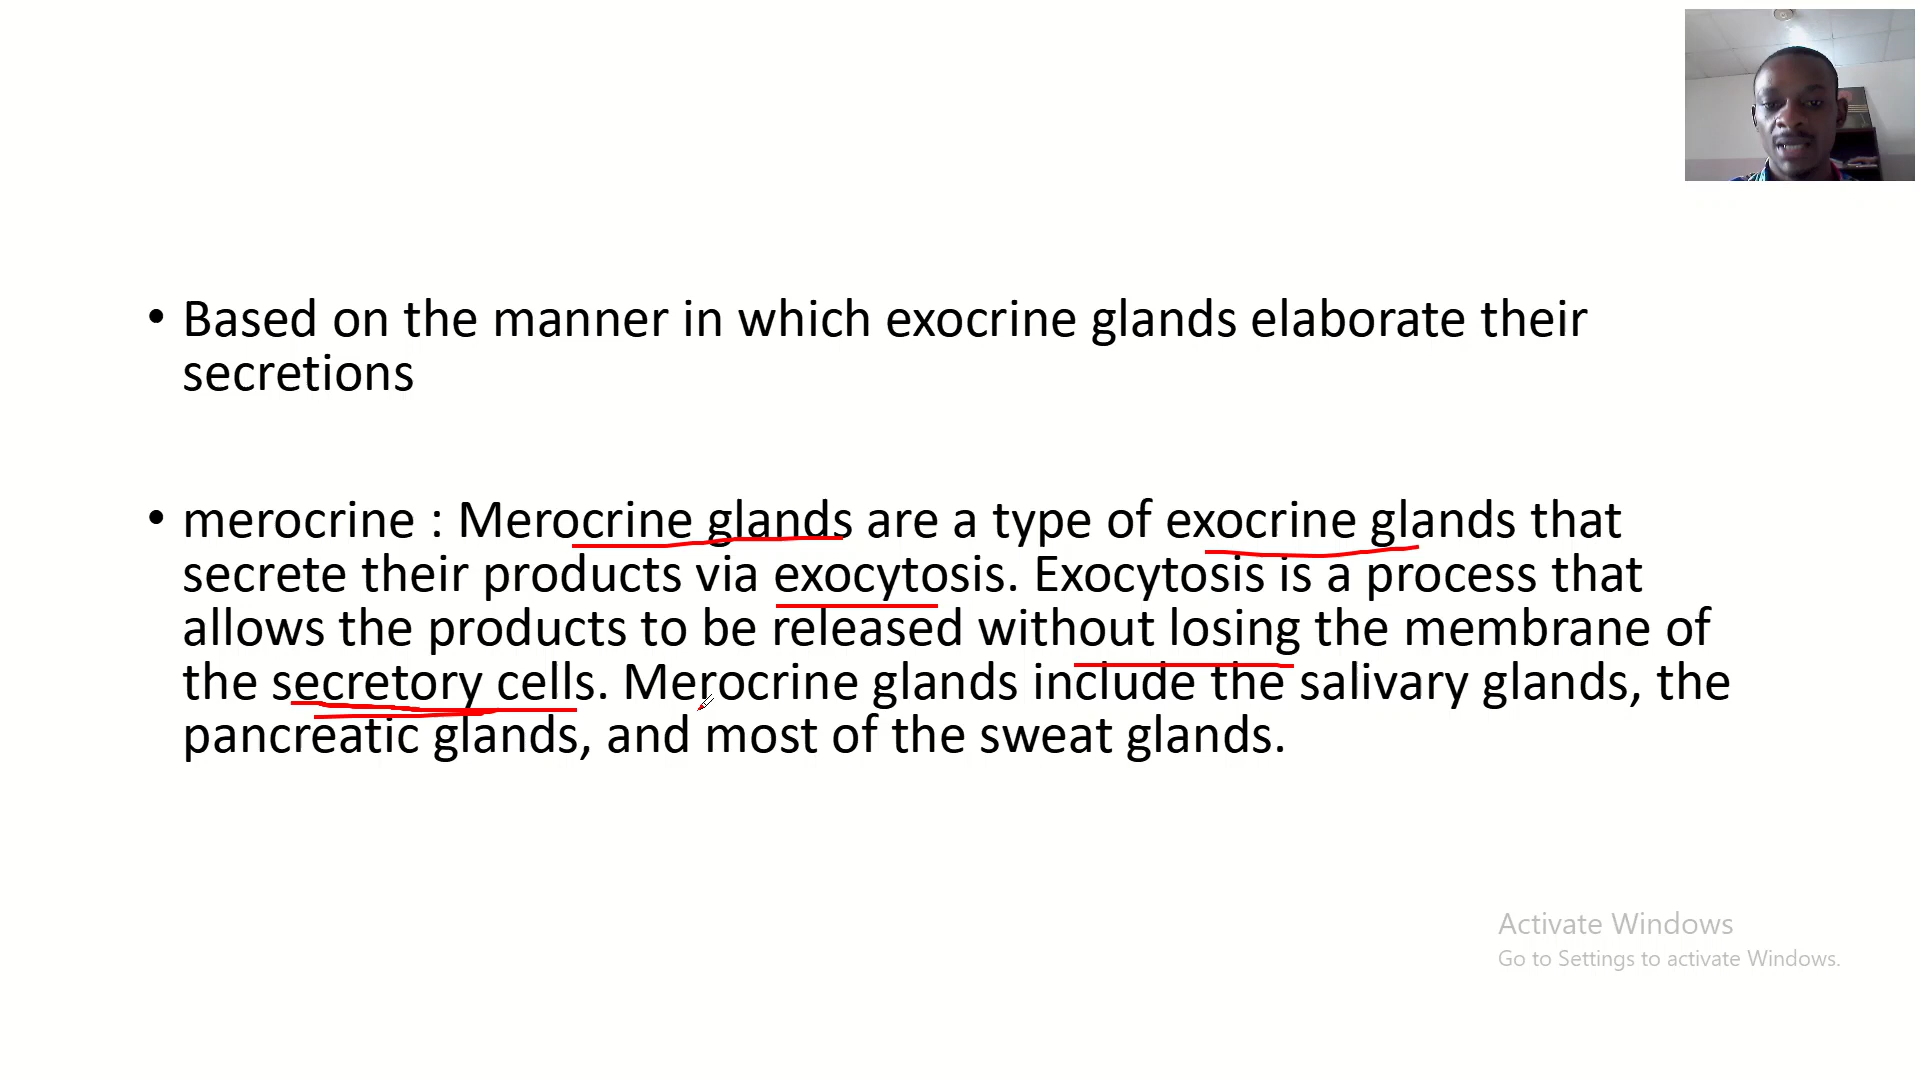 • Based on the manner in which exocrine glands elaborate their
secretions
• merocrine : Merocrine glands are a type of exocrine glands that
secrete their products via exocytosis. Exocytosis is a process that
allows the products to be released without losing the membrane of
the secretory cells. Merocrine glands include the salivary glands, the
pancreatic glands, and most of the sweat glands.
Activate Windows
Go to Settings to activate Windows.